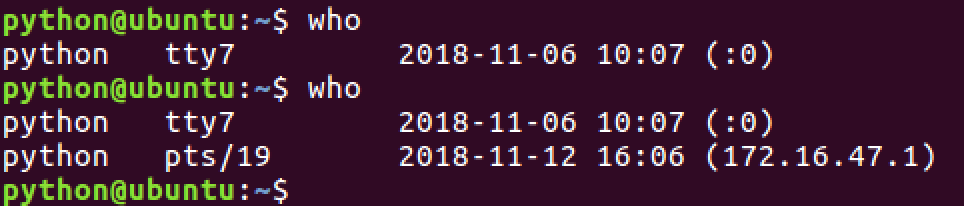 python@ubuntu:~$ who
python   tty7         2018-11-06 10:07 (:0)
python@ubuntu:~$ who
python   tty7         2018-11-06 10:07 (:0)
python   pts/19       2018-11-12 16:06 (172.16.47.1)
python@ubuntu:~$